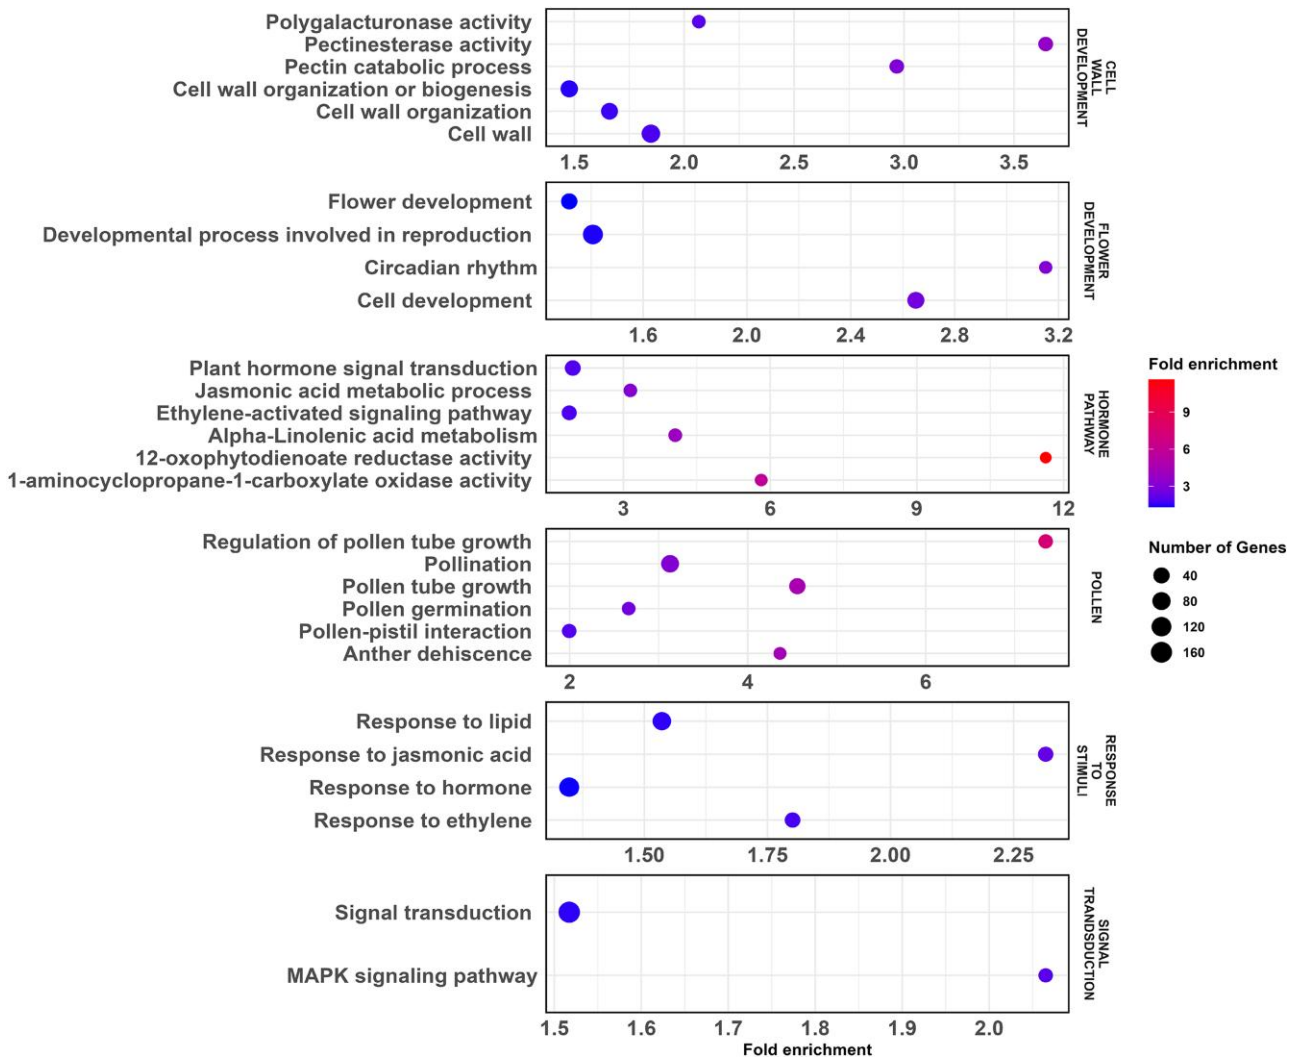 Polygalacturonase activity
Pectinesterase activity
Pectin catabolic process
Cell wall organization or biogenesis
Cell wall organization
Cell wall
1.5 2.0 2.5 3.0 3.5
CELL
WALL
DEVELOPMENT
Flower development
Developmental process involved in reproduction
Circadian rhythm
Cell development
1.6 2.0 2.4 2.8 3.2
FLOWER
DEVELOPMENT
Plant hormone signal transduction
Jasmonic acid metabolic process
Ethylene-activated signaling pathway
Alpha-Linolenic acid metabolism
12-oxophytodienoate reductase activity
1-aminocyclopropane-1-carboxylate oxidase activity
3 6 9 12
HORMONE
PATHWAY
Regulation of pollen tube growth
Pollination
Pollen tube growth
Pollen germination
Pollen-pistil interaction
Anther dehiscence
2 4 6
POLLEN
Response to lipid
Response to jasmonic acid
Response to hormone
Response to ethylene
1.50 1.75 2.00 2.25
RESPONSE
TO
STIMULI
Signal transduction
MAPK signaling pathway
1.5 1.6 1.7 1.8 1.9 2.0
SIGNAL
TRANDSDUCTION
Fold enrichment
Fold enrichment
9
6
3
Number of Genes
40
80
120
160